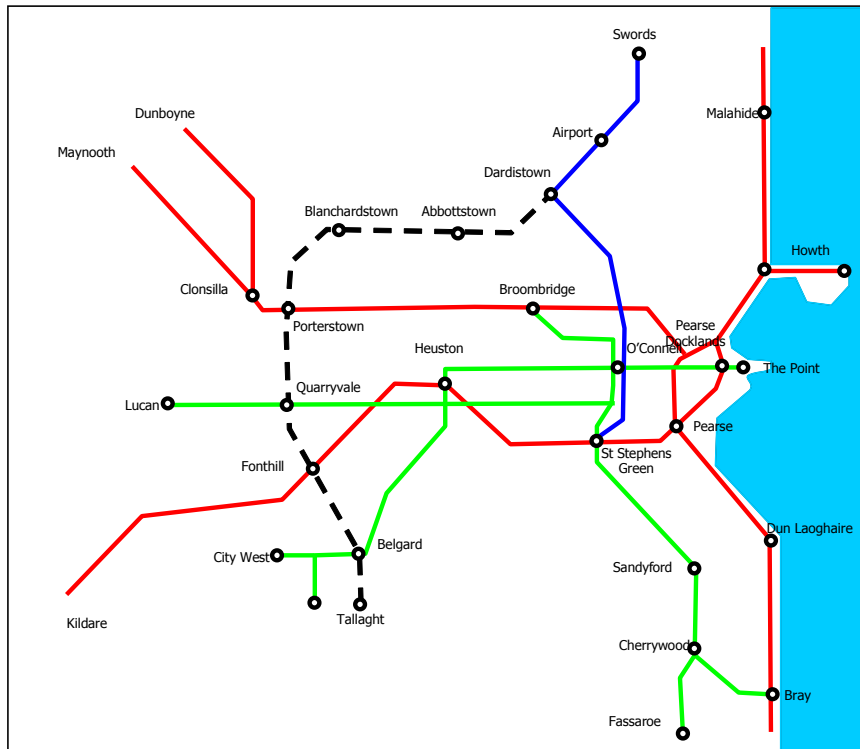 Swords
Dunboyne
Malahide
Airport
Maynooth
Dardistown
Blanchardstown
Abbottstown
Howth
Clonsilla
Broombridge
Porterstown
Pearse
Docklands
O'Connell
Heuston
The Point
Quarryvale
Lucan
Pearse
St Stephens
Green
Fonthill
Dun Laoghaire
Belgard
City West
Sandyford
Tallaght
Kildare
Cherrywood
Bray
Fassaroe